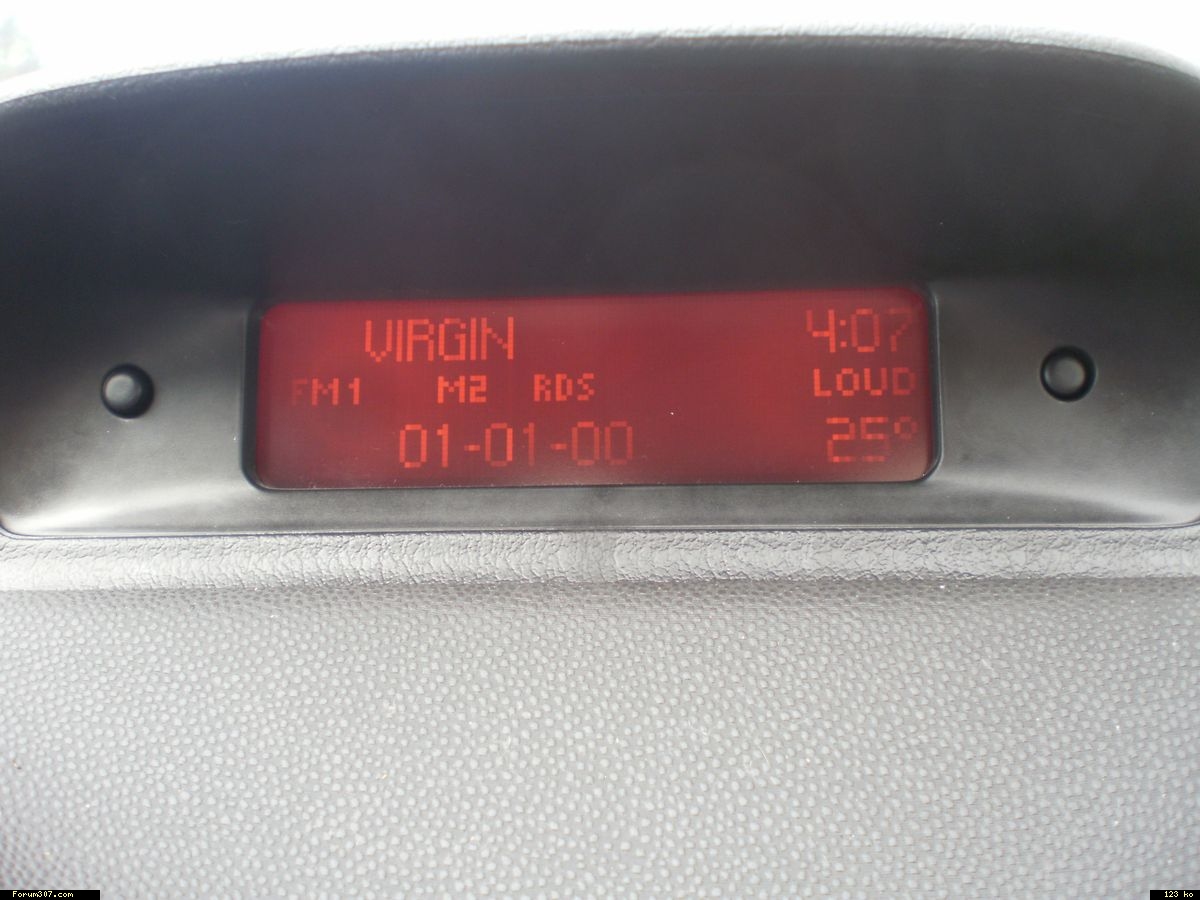 VIRGIN 4:07
FM1 M2 RDS LOUD
01-01-00 25°
Forum307.com 123 ko